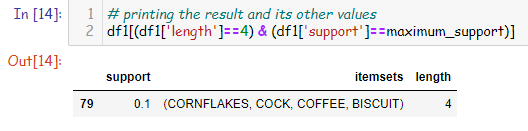 In [14]:
1 # printing the result and its other values
2 df1[(df1['length']==4) & (df1['support']==maximum_support)]
Out[14]:
support itemsets length
79 0.1 (CORNFLAKES, COCK, COFFEE, BISCUIT) 4